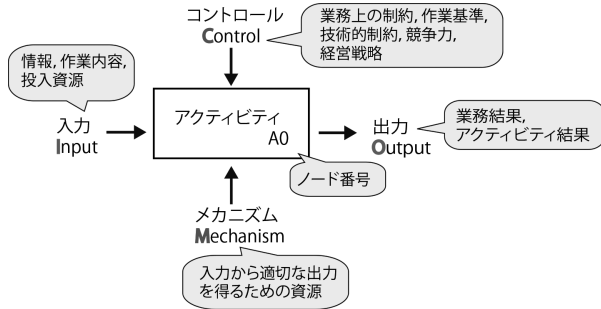 コントロール
Control
業務上の制約, 作業基準,
技術的制約, 競争力,
経営戦略
情報, 作業内容,
投入資源
入力
Input
アクティビティ
A0
出力
Output
業務結果,
アクティビティ結果
ノード番号
メカニズム
Mechanism
入力から適切な出力
を得るための資源